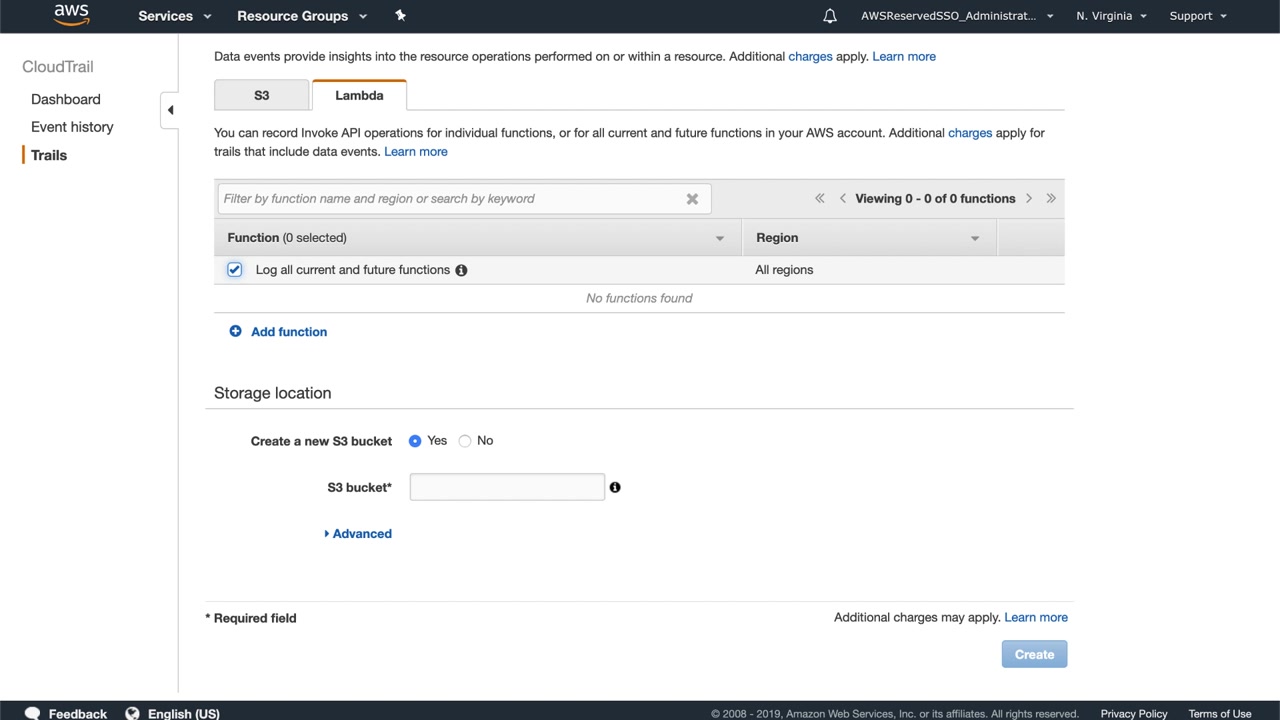 aws
Services
Resource Groups
AWSReservedSSO_Administrat...
N. Virginia
Support
CloudTrail
Dashboard
Event history
Trails
Data events provide insights into the resource operations performed on or within a resource. Additional charges apply. Learn more
S3
Lambda
You can record Invoke API operations for individual functions, or for all current and future functions in your AWS account. Additional charges apply for
trails that include data events. Learn more
Filter by function name and region or search by keyword
Viewing 0 - 0 of 0 functions
Function (0 selected)
Region
Log all current and future functions
All regions
No functions found
Add function
Storage location
Create a new S3 bucket
Yes
No
S3 bucket*
Advanced
* Required field
Additional charges may apply. Learn more
Create
Feedback
English (US)
© 2008 - 2019, Amazon Web Services, Inc. or its affiliates. All rights reserved.
Privacy Policy
Terms of Use